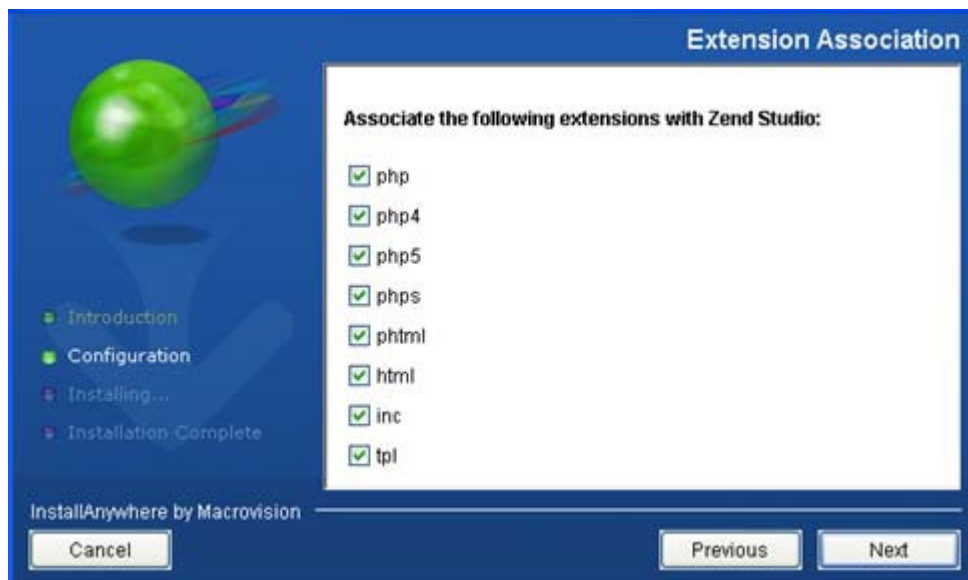 Extension Association
Associate the following extensions with Zend Studio:
php
php4
php5
phps
phtml
html
inc
tpl
Introduction
Configuration
Installing...
Installation Complete
InstallAnywhere by Macrovision
Cancel
Previous
Next